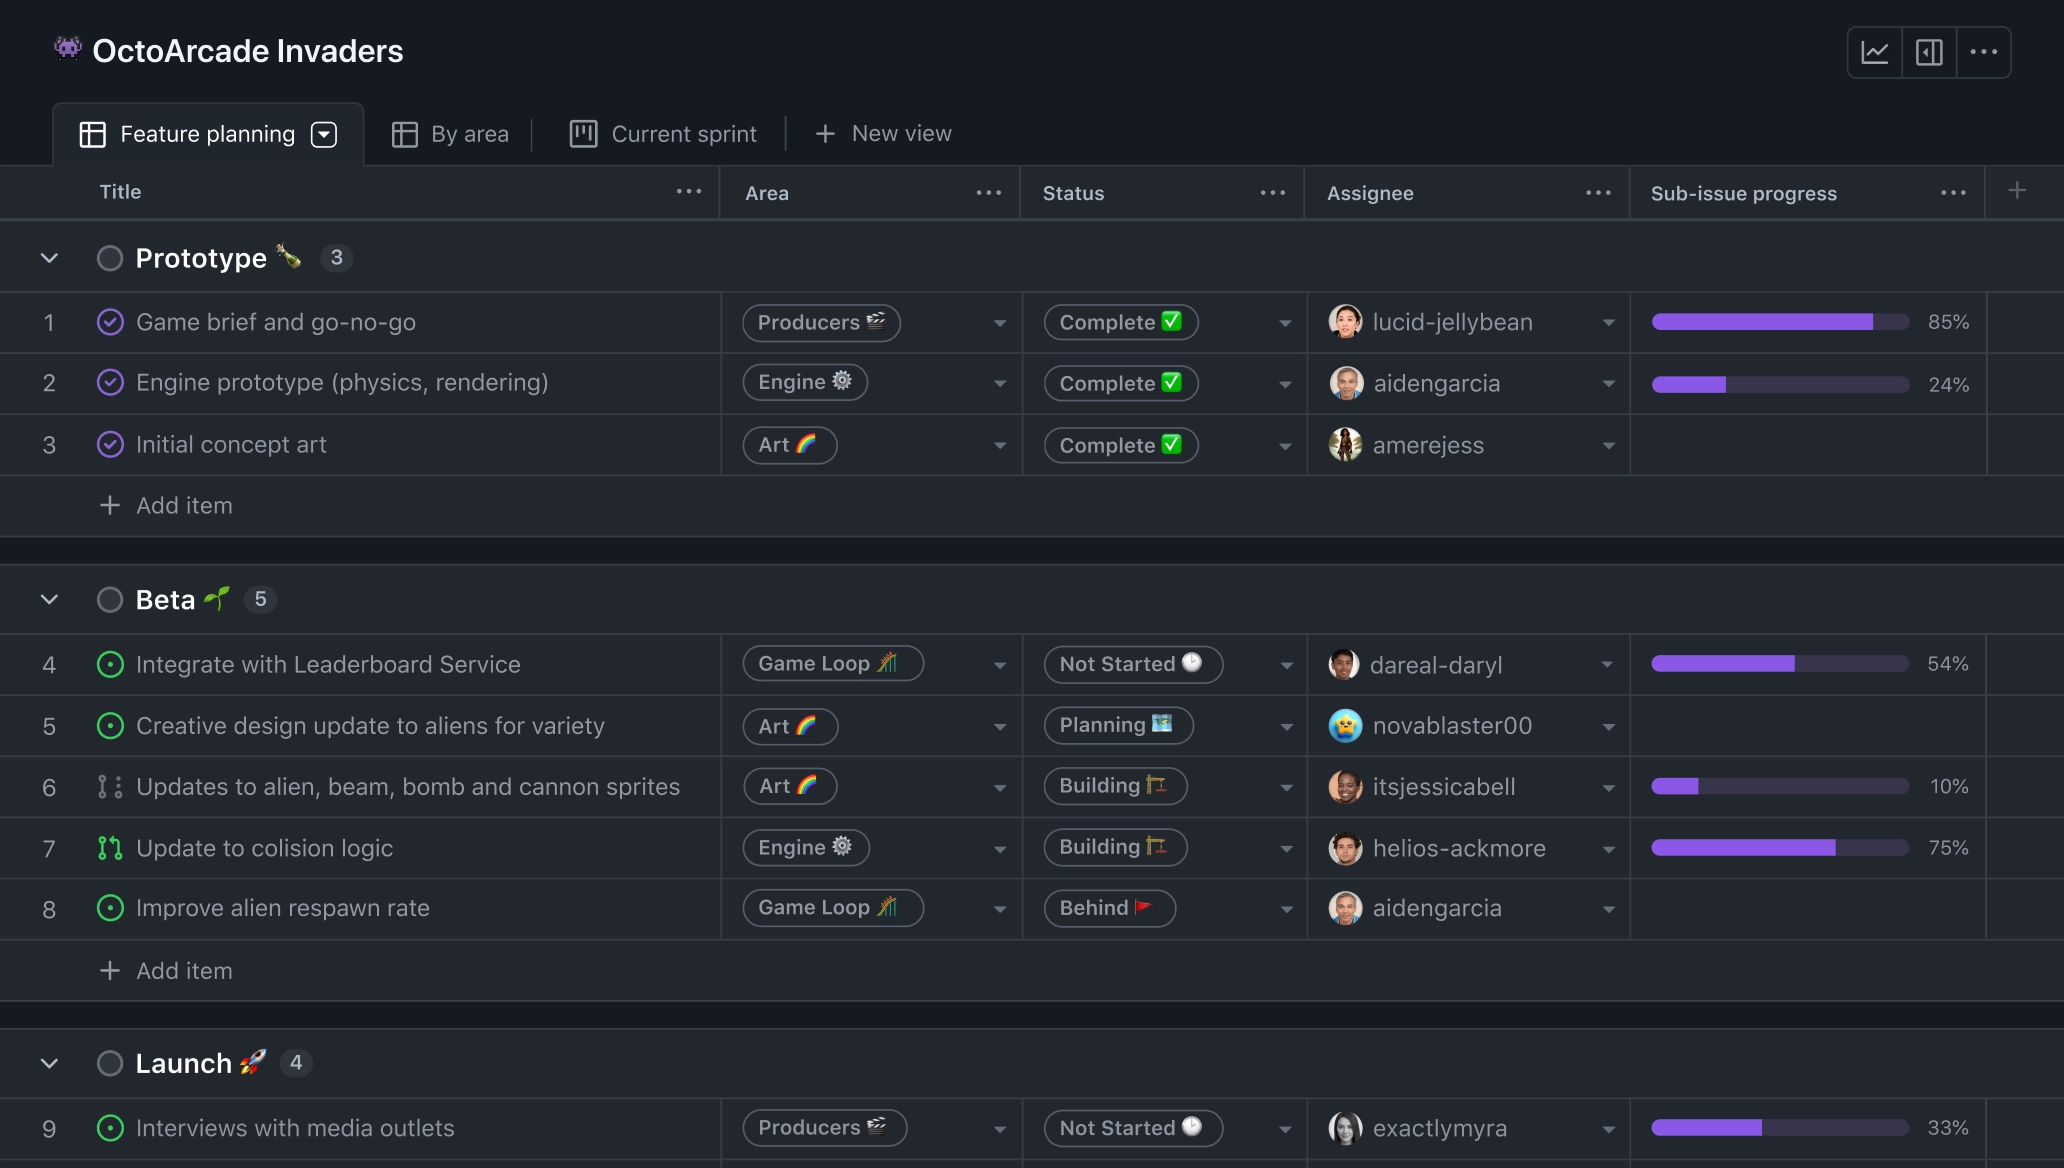 👾 OctoArcade Invaders
Feature planning By area Current sprint + New view
Title Area Status Assignee Sub-issue progress
Prototype 🍾 3
1 Game brief and go-no-go Producers 🎬 Complete ✅ lucid-jellybean 85%
2 Engine prototype (physics, rendering) Engine ⚙️ Complete ✅ aidengarcia 24%
3 Initial concept art Art 🌈 Complete ✅ amerejess
+ Add item
Beta 🌱 5
4 Integrate with Leaderboard Service Game Loop 🎢 Not Started 🕑 dareal-daryl 54%
5 Creative design update to aliens for variety Art 🌈 Planning 🗺️ novablaster00
6 Updates to alien, beam, bomb and cannon sprites Art 🌈 Building 🏗️ itsjessicabell 10%
7 Update to colision logic Engine ⚙️ Building 🏗️ helios-ackmore 75%
8 Improve alien respawn rate Game Loop 🎢 Behind 🚩 aidengarcia
+ Add item
Launch 🚀 4
9 Interviews with media outlets Producers 🎬 Not Started 🕑 exactlymyra 33%